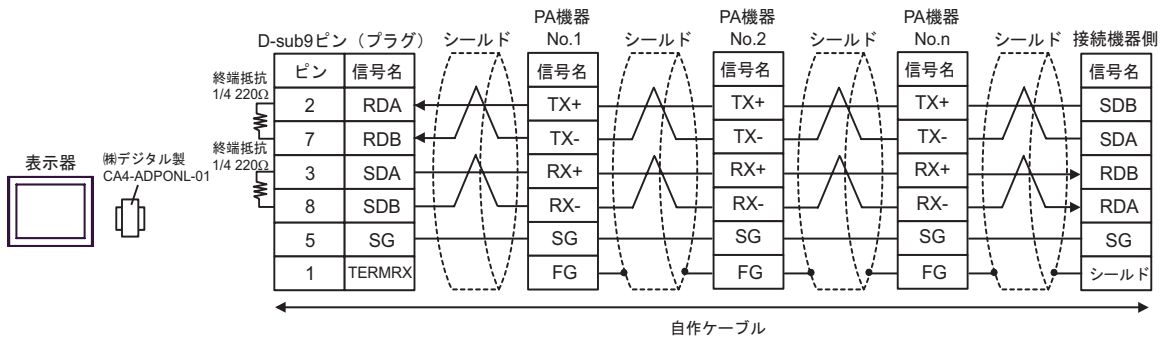 D-sub9ピン（プラグ）
シールド
PA機器
No.1
シールド
PA機器
No.2
シールド
PA機器
No.n
シールド
接続機器側
終端抵抗
1/4 220Ω
終端抵抗
1/4 220Ω
表示器
㈱デジタル製
CA4-ADPONL-01
ピン 信号名 信号名 信号名 信号名 信号名
2 RDA TX+ TX+ TX+ SDB
7 RDB TX- TX- TX- SDA
3 SDA RX+ RX+ RX+ RDB
8 SDB RX- RX- RX- RDA
5 SG SG SG SG SG
1 TERMRX FG FG FG シールド
自作ケーブル